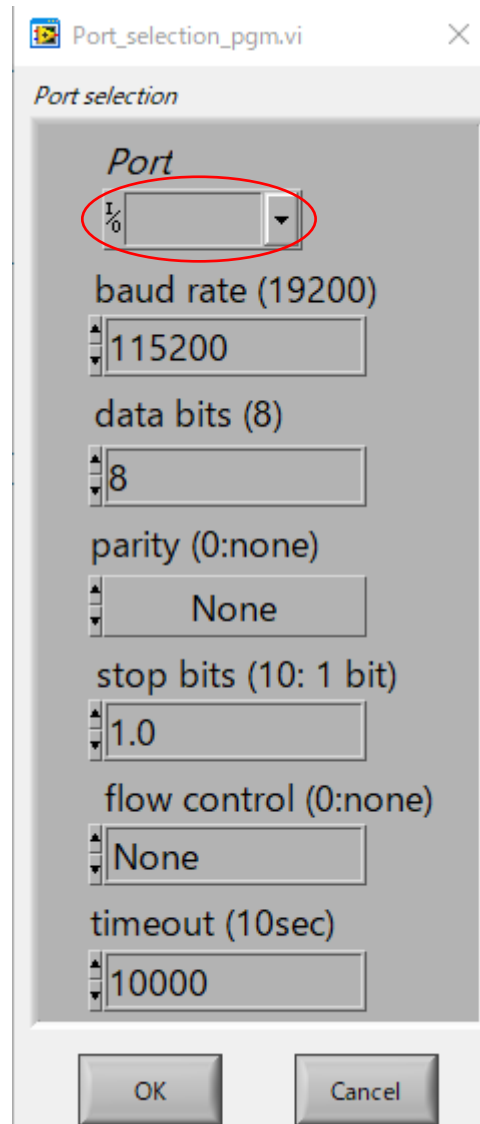 Port_selection_pgm.vi
Port selection
Port
I/O
baud rate (19200)
115200
data bits (8)
8
parity (0:none)
None
stop bits (10: 1 bit)
1.0
flow control (0:none)
None
timeout (10sec)
10000
OK Cancel